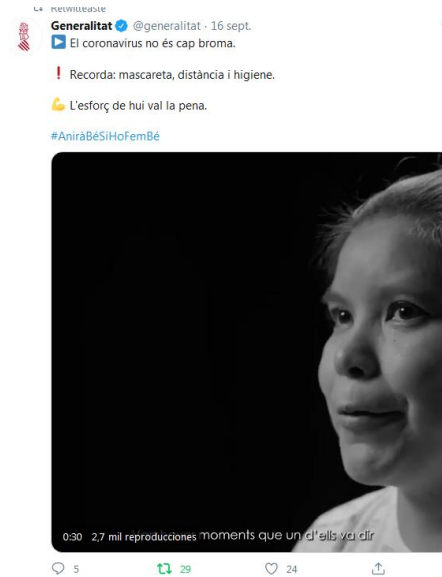 Retwitteaste
Generalitat @generalitat · 16 sept.
El coronavirus no és cap broma.
Recorda: mascareta, distància i higiene.
L'esforç de hui val la pena.
#AniràBéSiHoFemBé
moments que un d'ells va dir
0:30 2,7 mil reproducciones
5 29 24